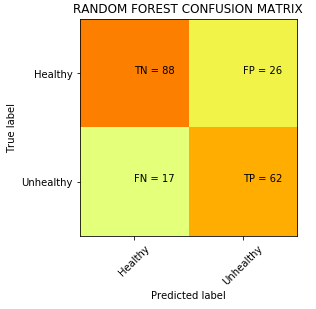 RANDOM FOREST CONFUSION MATRIX
Healthy
TN = 88
FP = 26
True label
Unhealthy
FN = 17
TP = 62
Healthy
Unhealthy
Predicted label